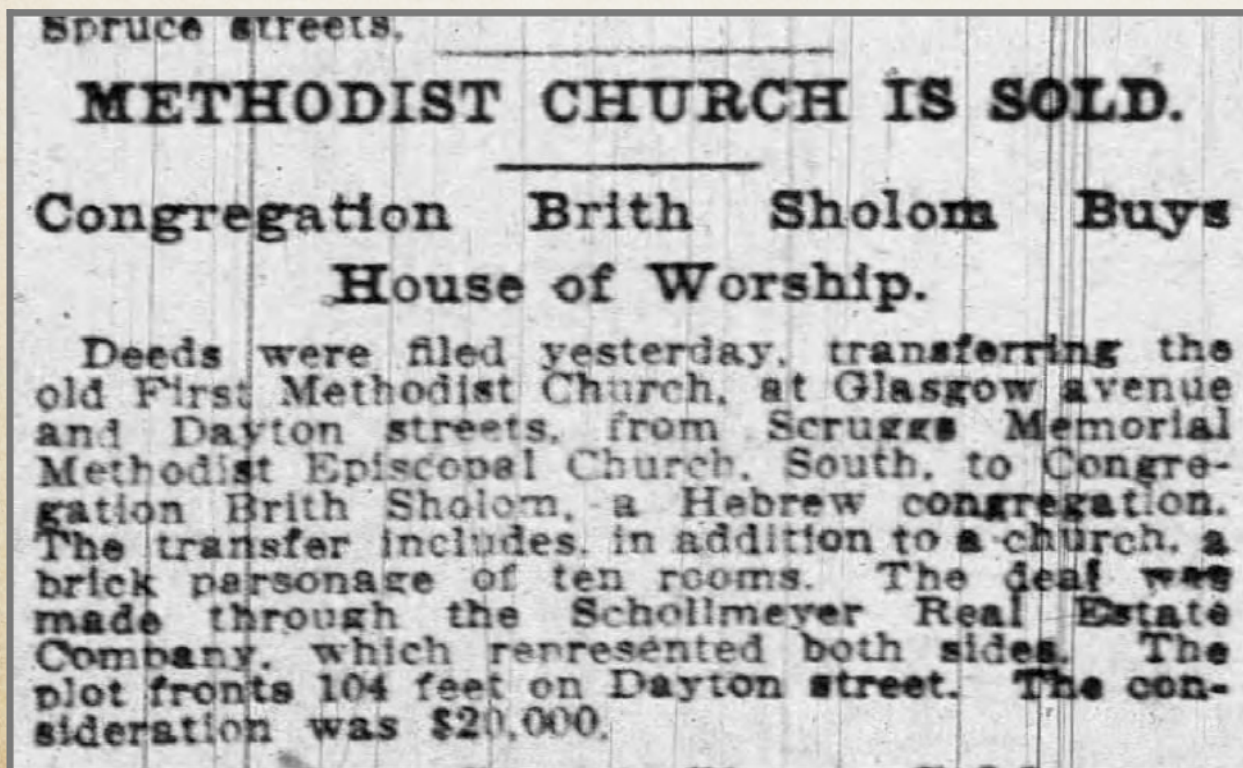 Spruce streets.
METHODIST CHURCH IS SOLD.
Congregation Brith Sholom Buys
House of Worship.
Deeds were filed yesterday, transferring the
old First Methodist Church, at Glasgow avenue
and Dayton streets, from Scruggs Memorial
Methodist Episcopal Church, South, to Congre-
gation Brith Sholom, a Hebrew congregation.
The transfer includes, in addition to a church, a
brick parsonage of ten rooms. The deal was
made through the Schollmeyer Real Estate
Company, which represented both sides. The
plot fronts 104 feet on Dayton street. The con-
sideration was $20,000.